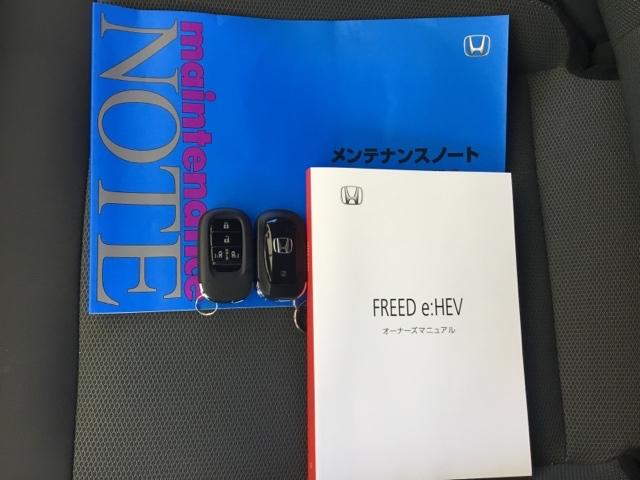 maintenance
NOTE
メンテナンスノート
FREED e:HEV
オーナーズマニュアル